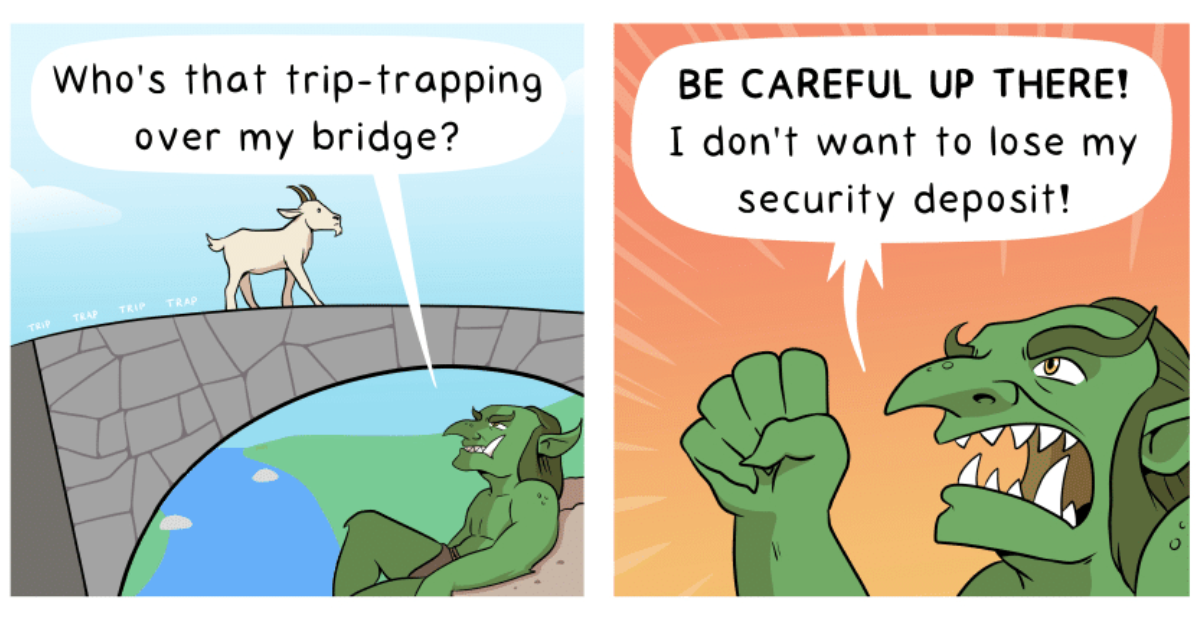 Who's that trip-trapping
over my bridge?
TRIP TRAP TRIP TRAP
BE CAREFUL UP THERE!
I don't want to lose my
security deposit!